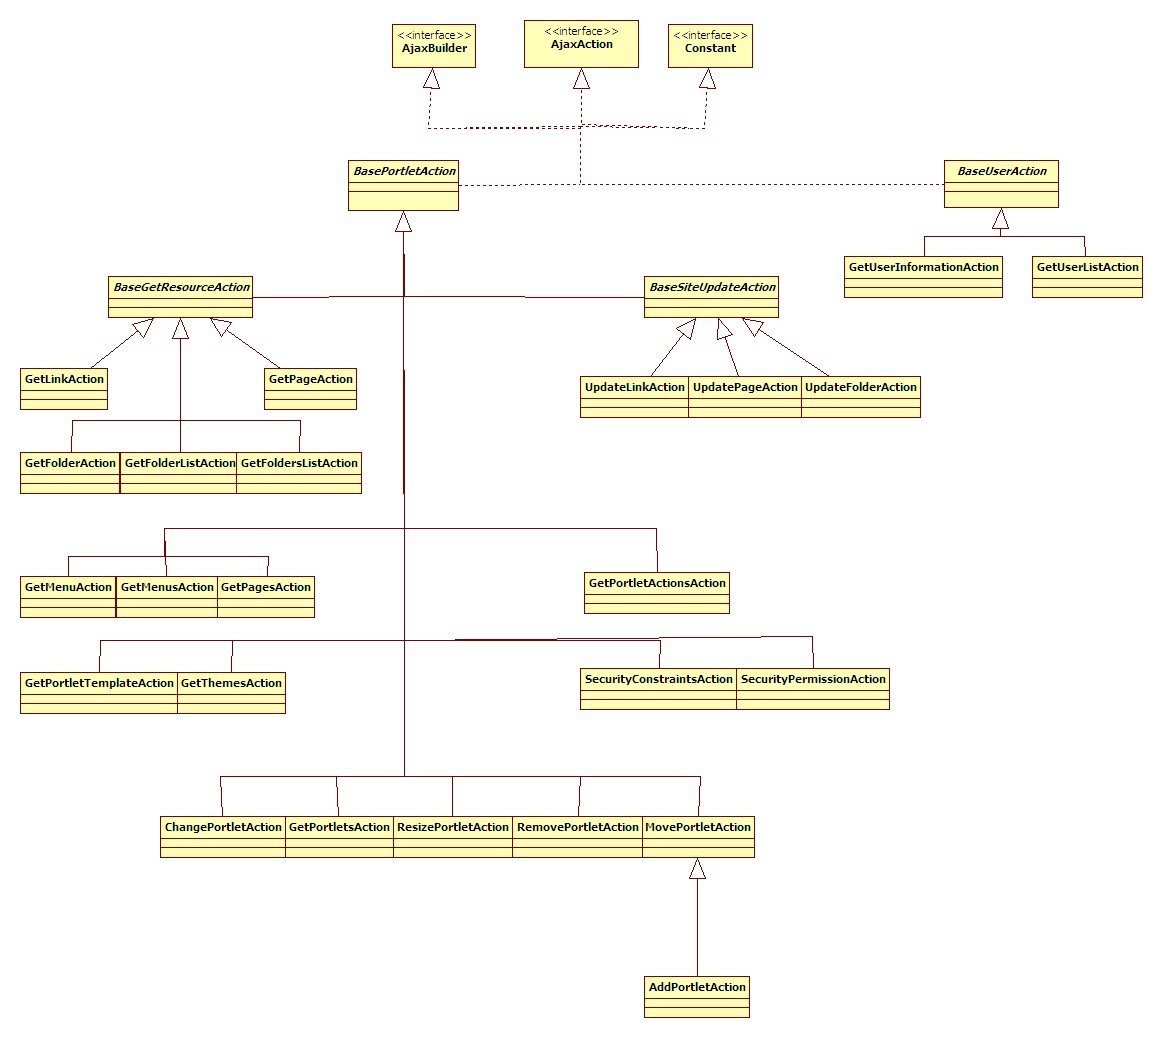 <<interface>>
AjaxBuilder
<<interface>>
AjaxAction
<<interface>>
Constant
BasePortletAction
BaseUserAction
GetUserInformationAction
GetUserListAction
BaseGetResourceAction
BaseSiteUpdateAction
GetLinkAction
GetPageAction
UpdateLinkAction
UpdatePageAction
UpdateFolderAction
GetFolderAction
GetFolderListAction
GetFoldersListAction
GetMenuAction
GetMenusAction
GetPagesAction
GetPortletActionsAction
GetPortletTemplateAction
GetThemesAction
SecurityConstraintsAction
SecurityPermissionAction
ChangePortletAction
GetPortletsAction
ResizePortletAction
RemovePortletAction
MovePortletAction
AddPortletAction